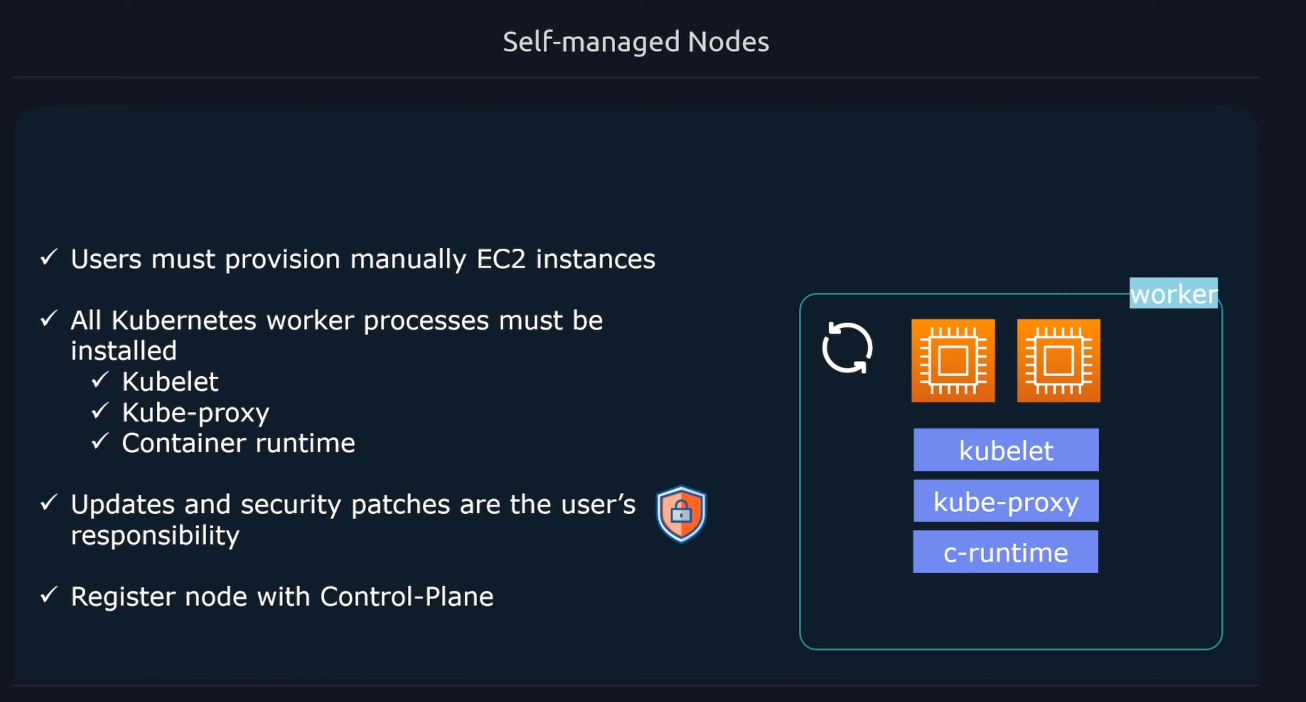 Self-managed Nodes
✓ Users must provision manually EC2 instances
✓ All Kubernetes worker processes must be
installed
✓ Kubelet
✓ Kube-proxy
✓ Container runtime
✓ Updates and security patches are the user’s
responsibility
✓ Register node with Control-Plane
worker
kubelet
kube-proxy
c-runtime